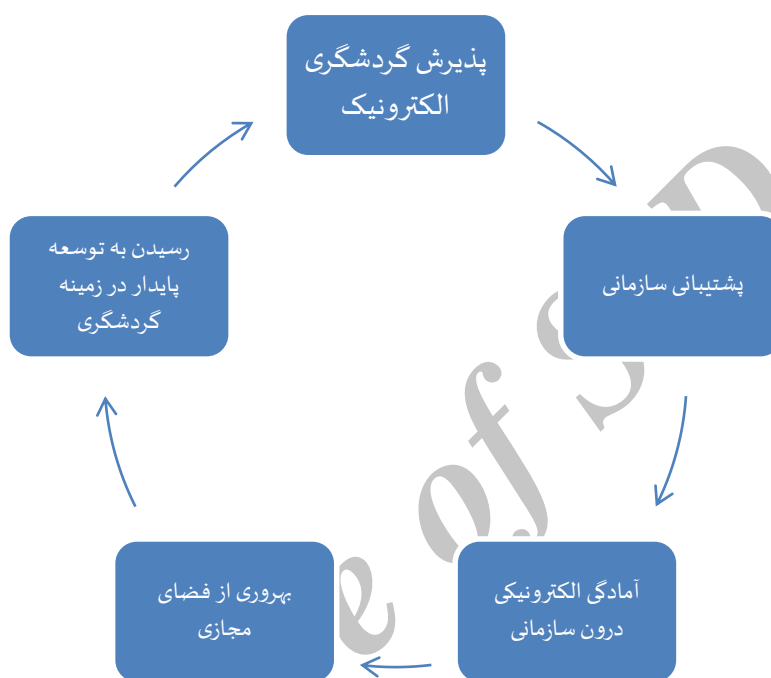 پذیرش گردشگری
الکترونیک
پشتیبانی سازمانی
آمادگی الکترونیکی
درون سازمانی
بهروری از فضای
مجازی
رسیدن به توسعه
پایدار در زمینه
گردشگری
e of S